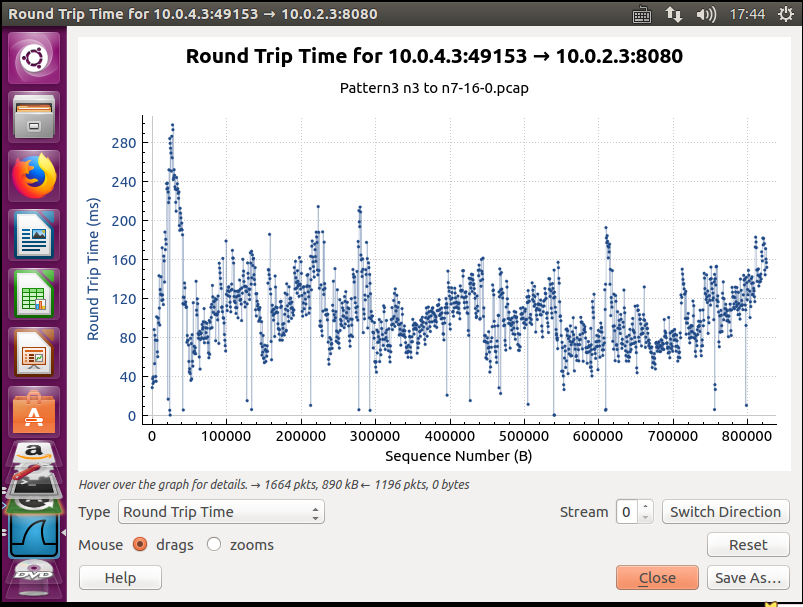 Round Trip Time for 10.0.4.3:49153 → 10.0.2.3:8080
17:44
Round Trip Time for 10.0.4.3:49153 → 10.0.2.3:8080
Pattern3 n3 to n7-16-0.pcap
Round Trip Time (ms)
280
240
200
160
120
80
40
0
0 100000 200000 300000 400000 500000 600000 700000 800000
Sequence Number (B)
Hover over the graph for details. → 1664 pkts, 890 kB ← 1196 pkts, 0 bytes
Type Round Trip Time Stream 0 Switch Direction
Mouse drags zooms Reset
Help Close Save As…
A
a
DVD